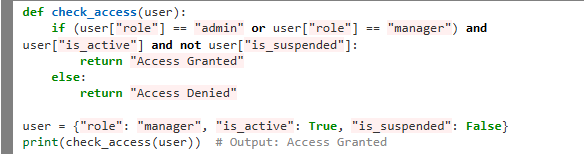 def check_access(user):
    if (user["role"] == "admin" or user["role"] == "manager") and
user["is_active"] and not user["is_suspended"]:
        return "Access Granted"
    else:
        return "Access Denied"

user = {"role": "manager", "is_active": True, "is_suspended": False}
print(check_access(user))  # Output: Access Granted